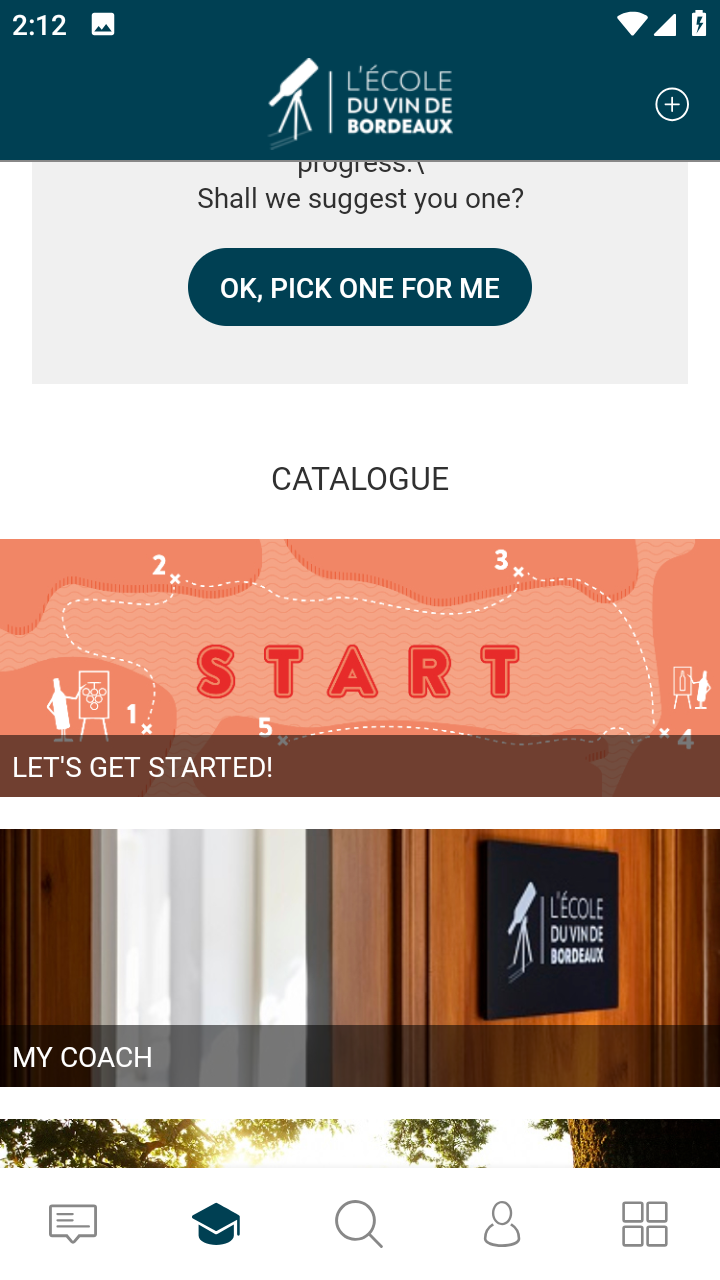 2:12
L'ÉCOLE
DU VIN DE
BORDEAUX
progress.\
Shall we suggest you one?
OK, PICK ONE FOR ME
CATALOGUE
2
3
START
1
5
4
LET'S GET STARTED!
L'ÉCOLE
DU VIN DE
BORDEAUX
MY COACH